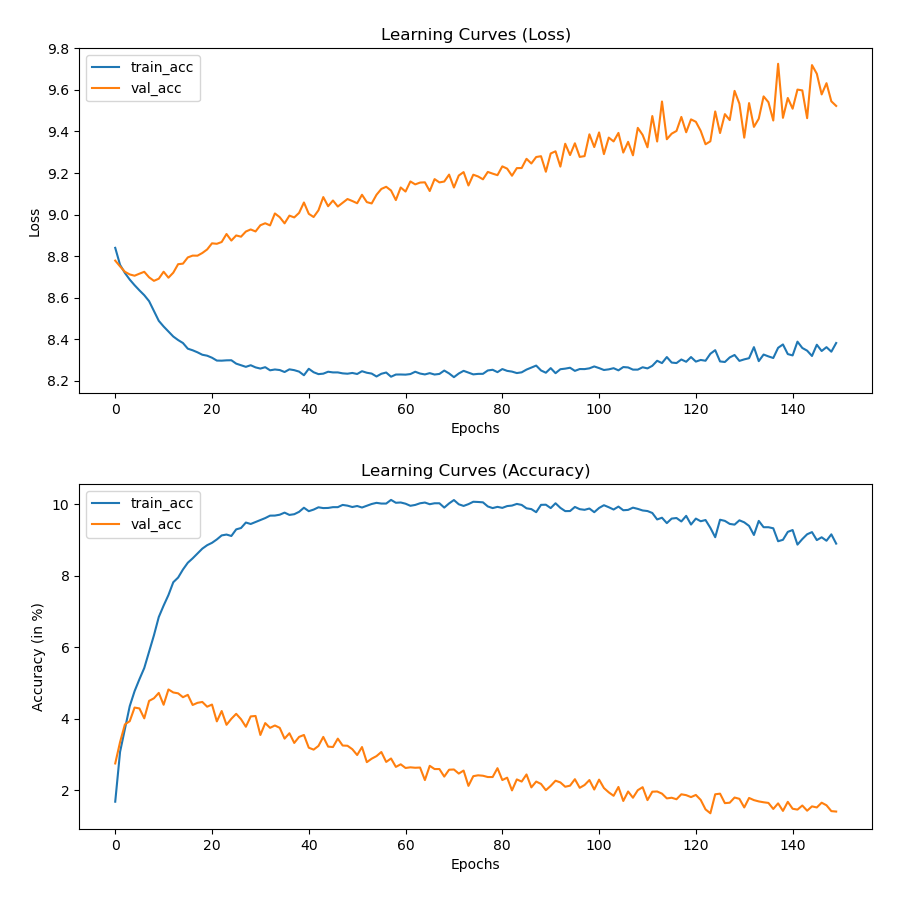 Learning Curves (Loss)
9.8
9.6
9.4
9.2
9.0
8.8
8.6
8.4
8.2
Loss
train_acc
val_acc
0 20 40 60 80 100 120 140
Epochs
Learning Curves (Accuracy)
10
8
6
4
2
Accuracy (in %)
train_acc
val_acc
0 20 40 60 80 100 120 140
Epochs